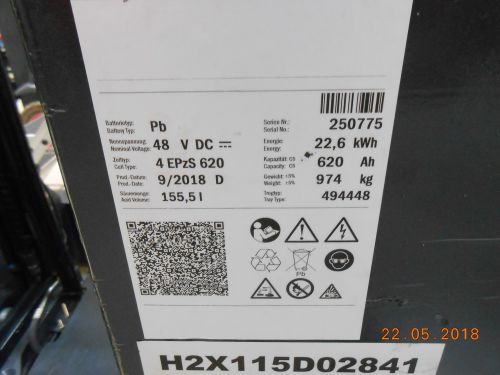 Batterietyp: Pb Serien Nr.: 250775
Battery Typ: Serial No.:
Nennspannung: 48 V DC Energie: 22,6 kWh
Nominal Voltage: Energy:
Zelltyp: 4 EPzS 620 Kapazität: C5 620 Ah
Cell Type: Capacity: C5
Prod.-Datum: 9/2018 D Gewicht ±5% 974 kg
Prod.-Date: Weight: ±5%
Säuremenge: 155,5 l Trogtyp: 494448
Acid Volume: Tray Type:
Pb
22.05.2018
H2X115D02841